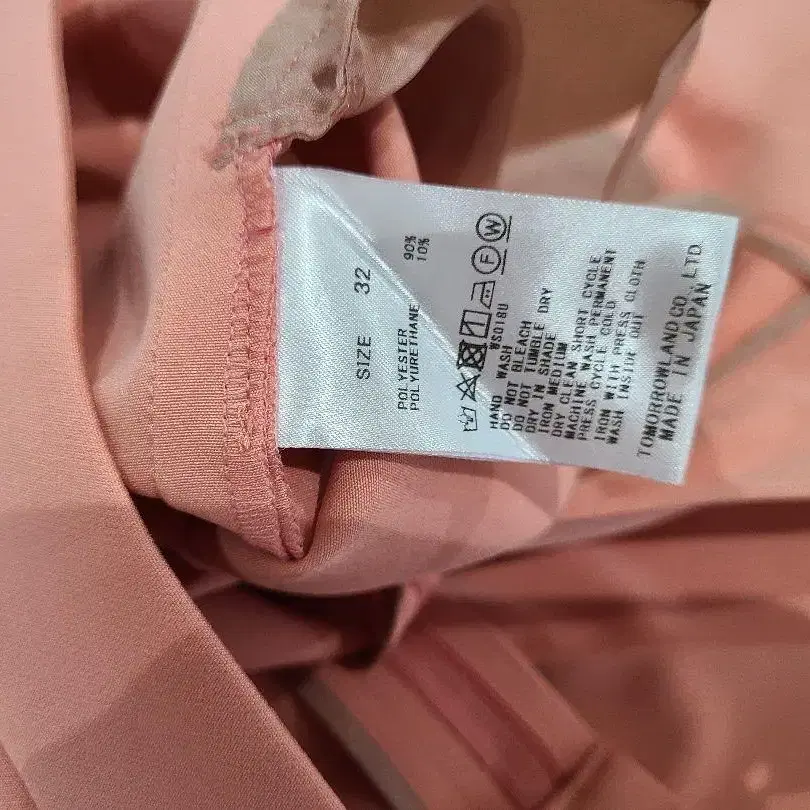 SIZE 32
POLYESTER 90%
POLYURETHANE 10%
F W
WS0180
HAND WASH
DO NOT BLEACH
DO NOT TUMBLE DRY
DRY IN SHADE
IRON MEDIUM
DRY CLEAN SHORT CYCLE
MACHINE WASH PERMANENT
PRESS CYCLE COLD
IRON WITH PRESS CLOTH
WASH INSIDE OUT
TOMORROWLAND CO., LTD.
MADE IN JAPAN